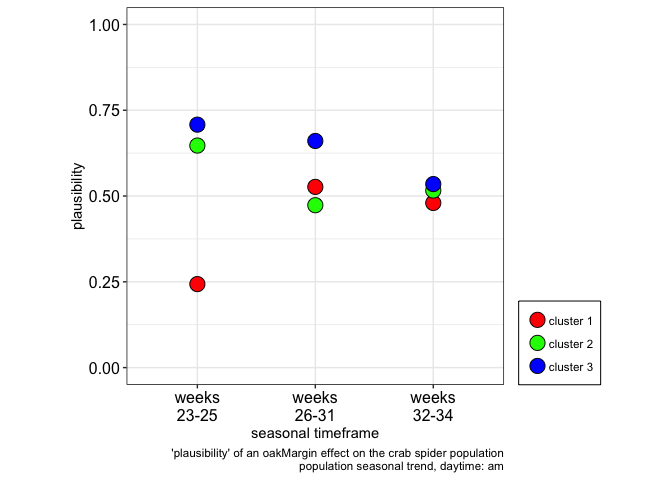 1.00
0.75
0.50
0.25
0.00
plausibility
weeks
23-25
weeks
26-31
weeks
32-34
seasonal timeframe
cluster 1
cluster 2
cluster 3
'plausibility' of an oakMargin effect on the crab spider population
population seasonal trend, daytime: am